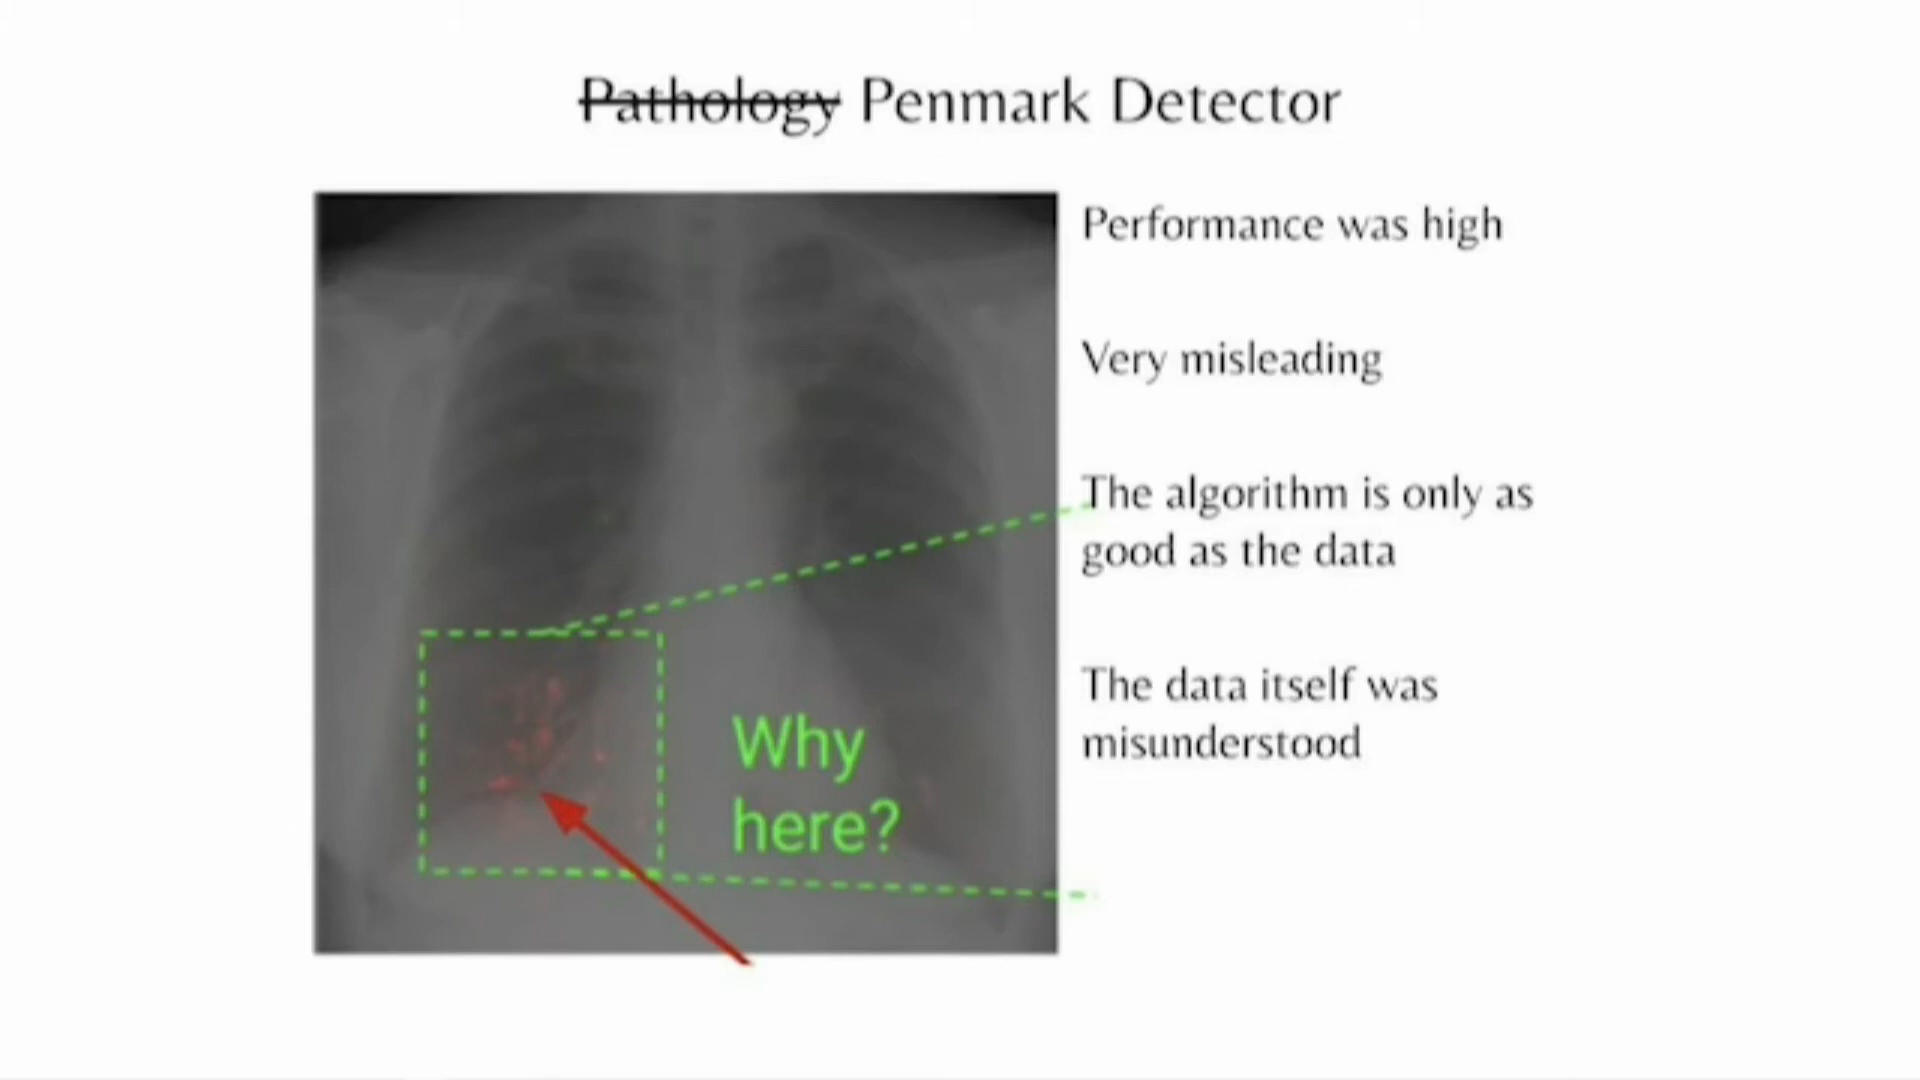 Pathology Penmark Detector
Performance was high
Very misleading
The algorithm is only as
good as the data
The data itself was
misunderstood
Why
here?